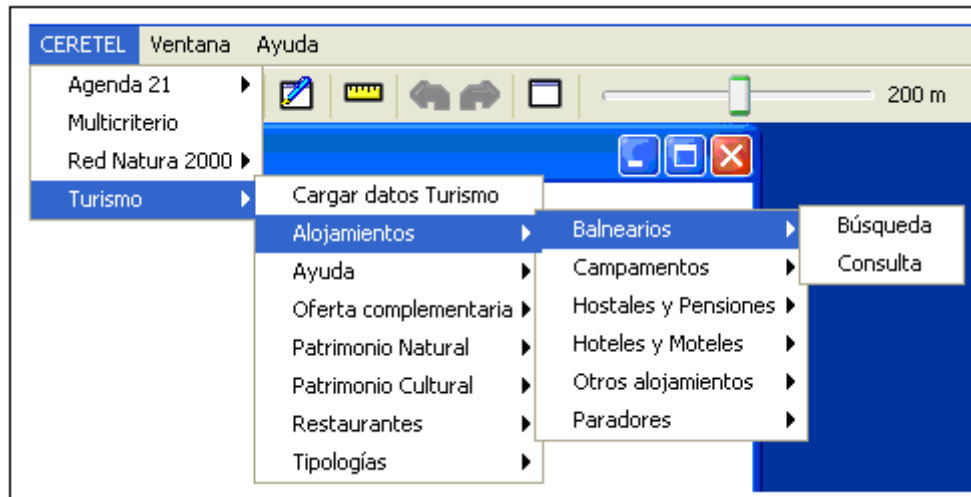 CERETEL Ventana Ayuda
Agenda 21
200 m
Multicriterio
Red Natura 2000
Turismo
Cargar datos Turismo
Alojamientos
Ayuda
Oferta complementaria
Patrimonio Natural
Patrimonio Cultural
Restaurantes
Tipologías
Balnearios
Campamentos
Hostales y Pensiones
Hoteles y Moteles
Otros alojamientos
Paradores
Búsqueda
Consulta